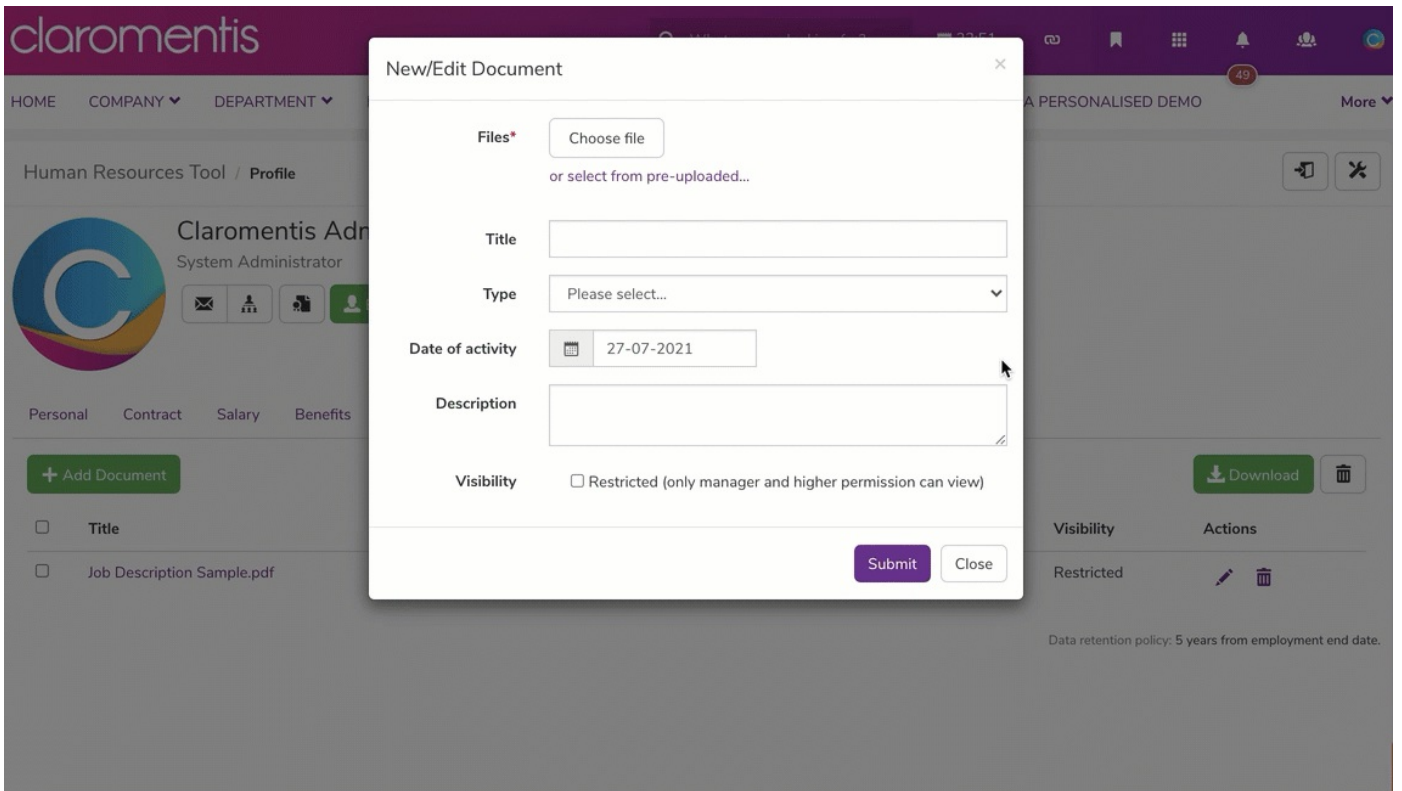 claromentis
22:51
49
HOME COMPANY DEPARTMENT A PERSONALISED DEMO More
Human Resources Tool / Profile
Claromentis Adm
System Administrator
Personal Contract Salary Benefits
Add Document Download
Title Visibility Actions
Job Description Sample.pdf Restricted
Data retention policy: 5 years from employment end date.
New/Edit Document ×
Files* Choose file
or select from pre-uploaded...
Title
Type Please select...
Date of activity 27-07-2021
Description
Visibility Restricted (only manager and higher permission can view)
Submit Close